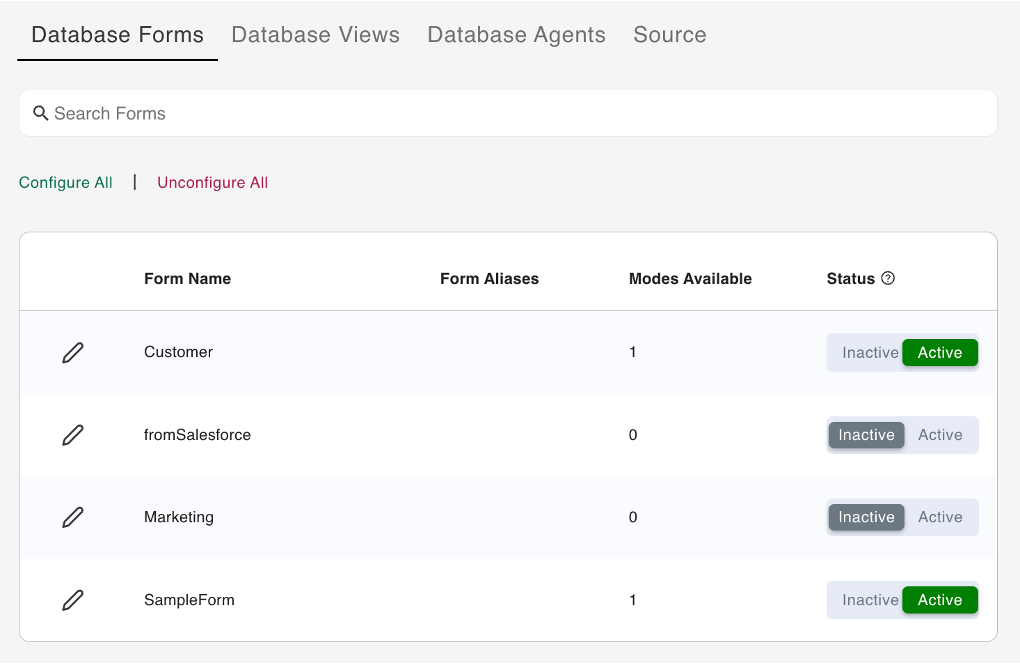 Database Forms Database Views Database Agents Source
Search Forms
Configure All | Unconfigure All
Form Name Form Aliases Modes Available Status ?
Customer 1 Inactive Active
fromSalesforce 0 Inactive Active
Marketing 0 Inactive Active
SampleForm 1 Inactive Active